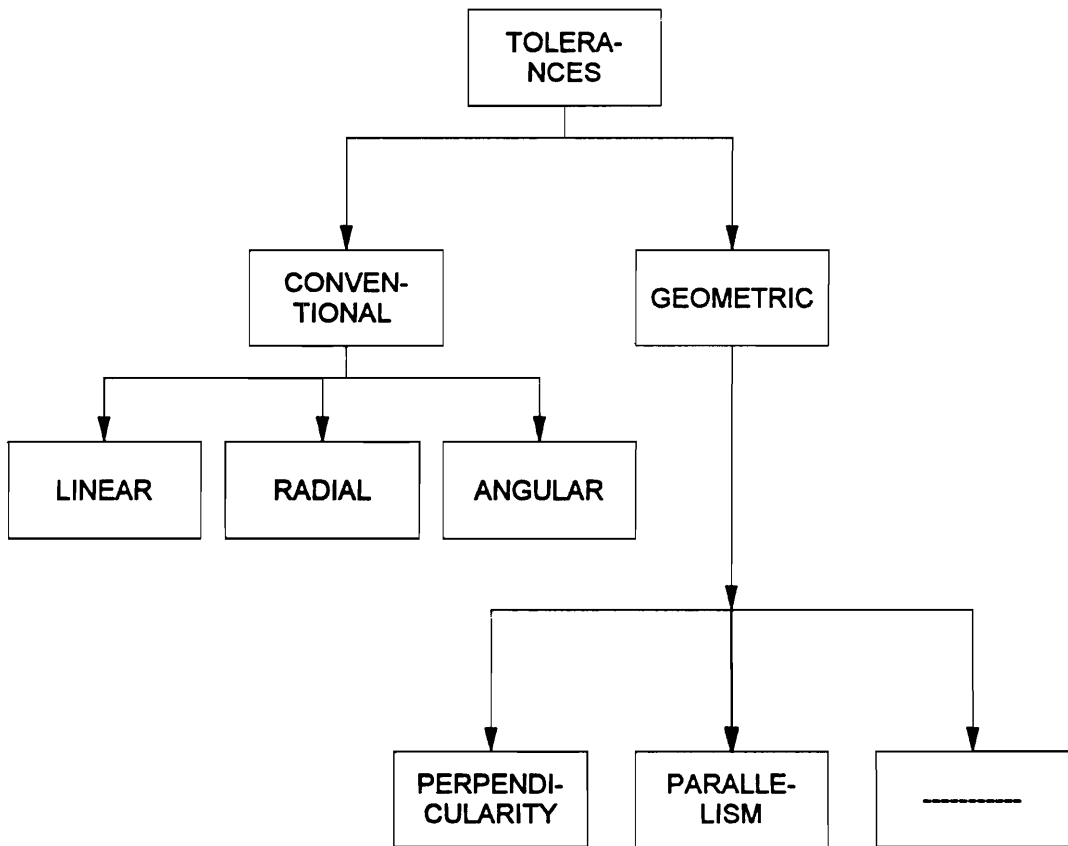 TOLERA-
NCES
CONVEN-
TIONAL
GEOMETRIC
LINEAR
RADIAL
ANGULAR
PERPENDI-
CULARITY
PARALLE-
LISM
-----------